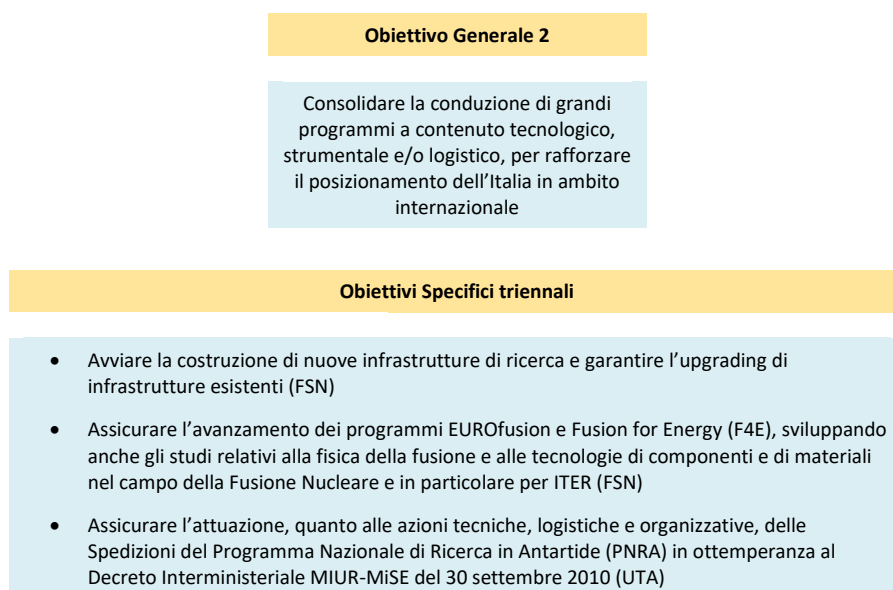 Obiettivo Generale 2
Consolidare la conduzione di grandi
programmi a contenuto tecnologico,
strumentale e/o logistico, per rafforzare
il posizionamento dell’Italia in ambito
internazionale
Obiettivi Specifici triennali
• Avviare la costruzione di nuove infrastrutture di ricerca e garantire l’upgrading di
infrastrutture esistenti (FSN)
• Assicurare l’avanzamento dei programmi EUROfusion e Fusion for Energy (F4E), sviluppando
anche gli studi relativi alla fisica della fusione e alle tecnologie di componenti e di materiali
nel campo della Fusione Nucleare e in particolare per ITER (FSN)
• Assicurare l’attuazione, quanto alle azioni tecniche, logistiche e organizzative, delle
Spedizioni del Programma Nazionale di Ricerca in Antartide (PNRA) in ottemperanza al
Decreto Interministeriale MIUR-MiSE del 30 settembre 2010 (UTA)